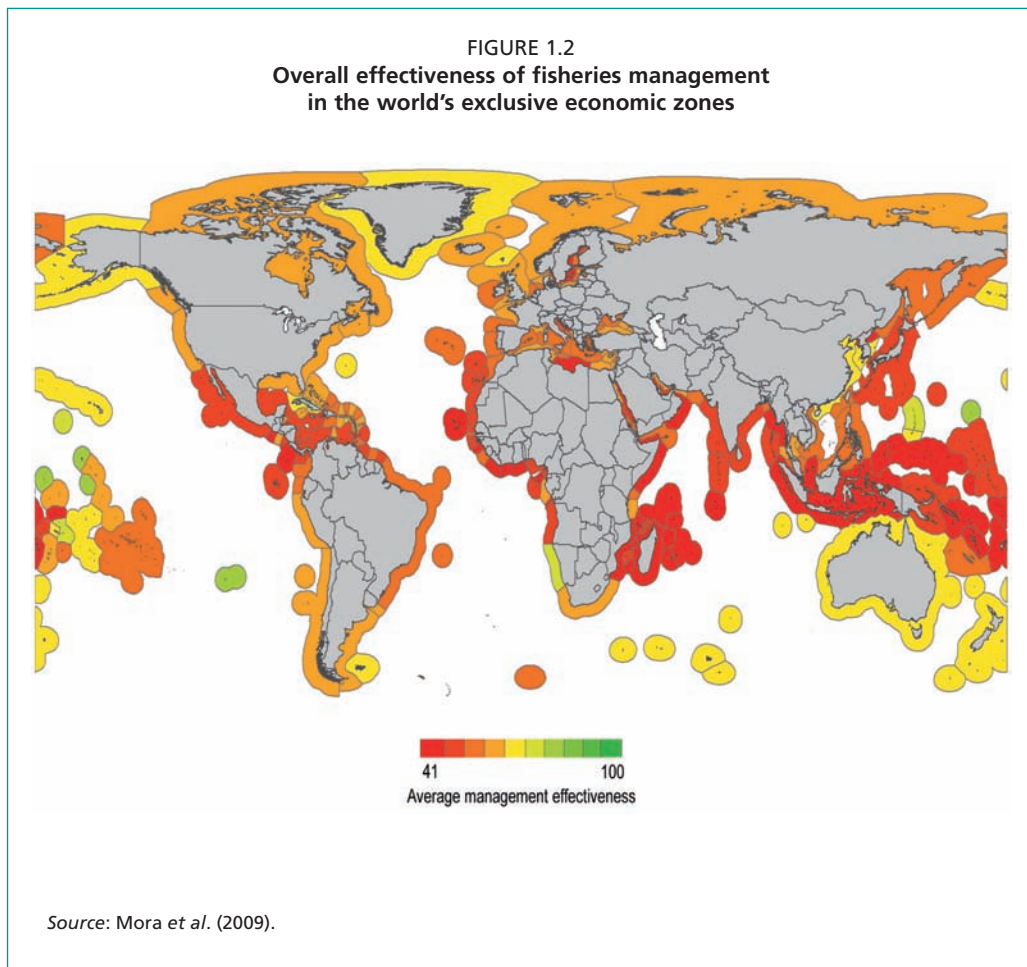 FIGURE 1.2
Overall effectiveness of fisheries management
in the world's exclusive economic zones
41 100
Average management effectiveness
Source: Mora et al. (2009).